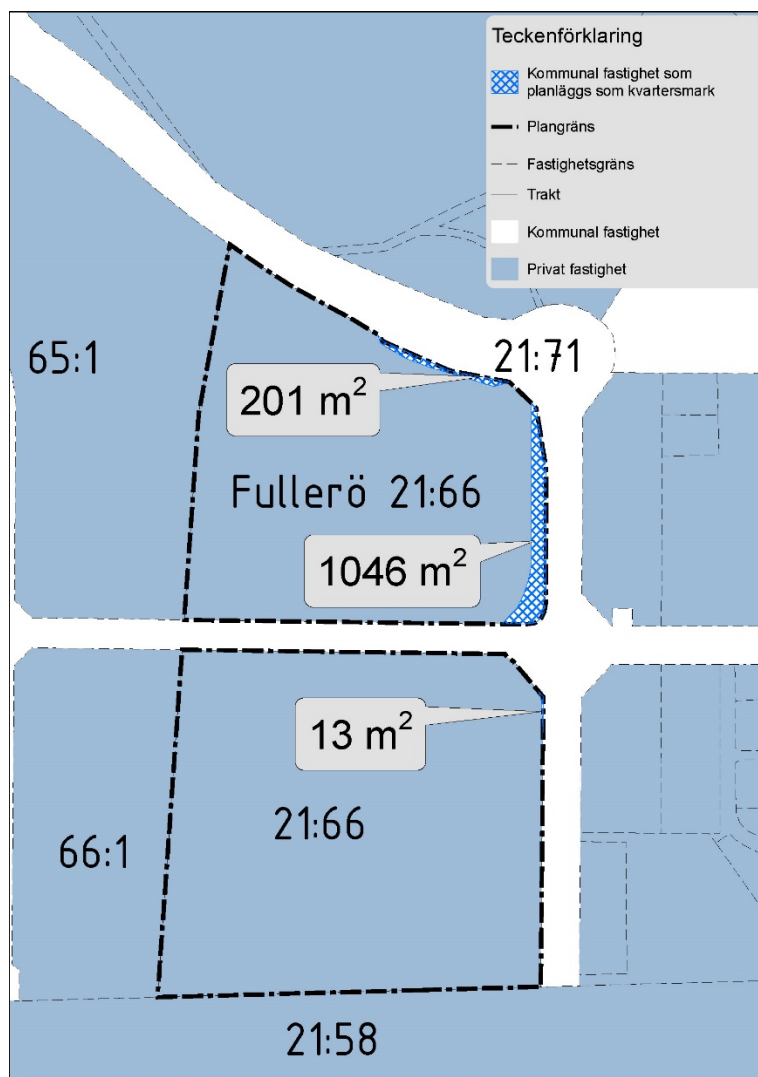 Teckenförklaring
Kommunal fastighet som
planläggs som kvartersmark
Plangräns
Fastighetsgräns
Trakt
Kommunal fastighet
Privat fastighet
65:1
21:71
201 m²
Fullerö 21:66
1046 m²
13 m²
21:66
66:1
21:58